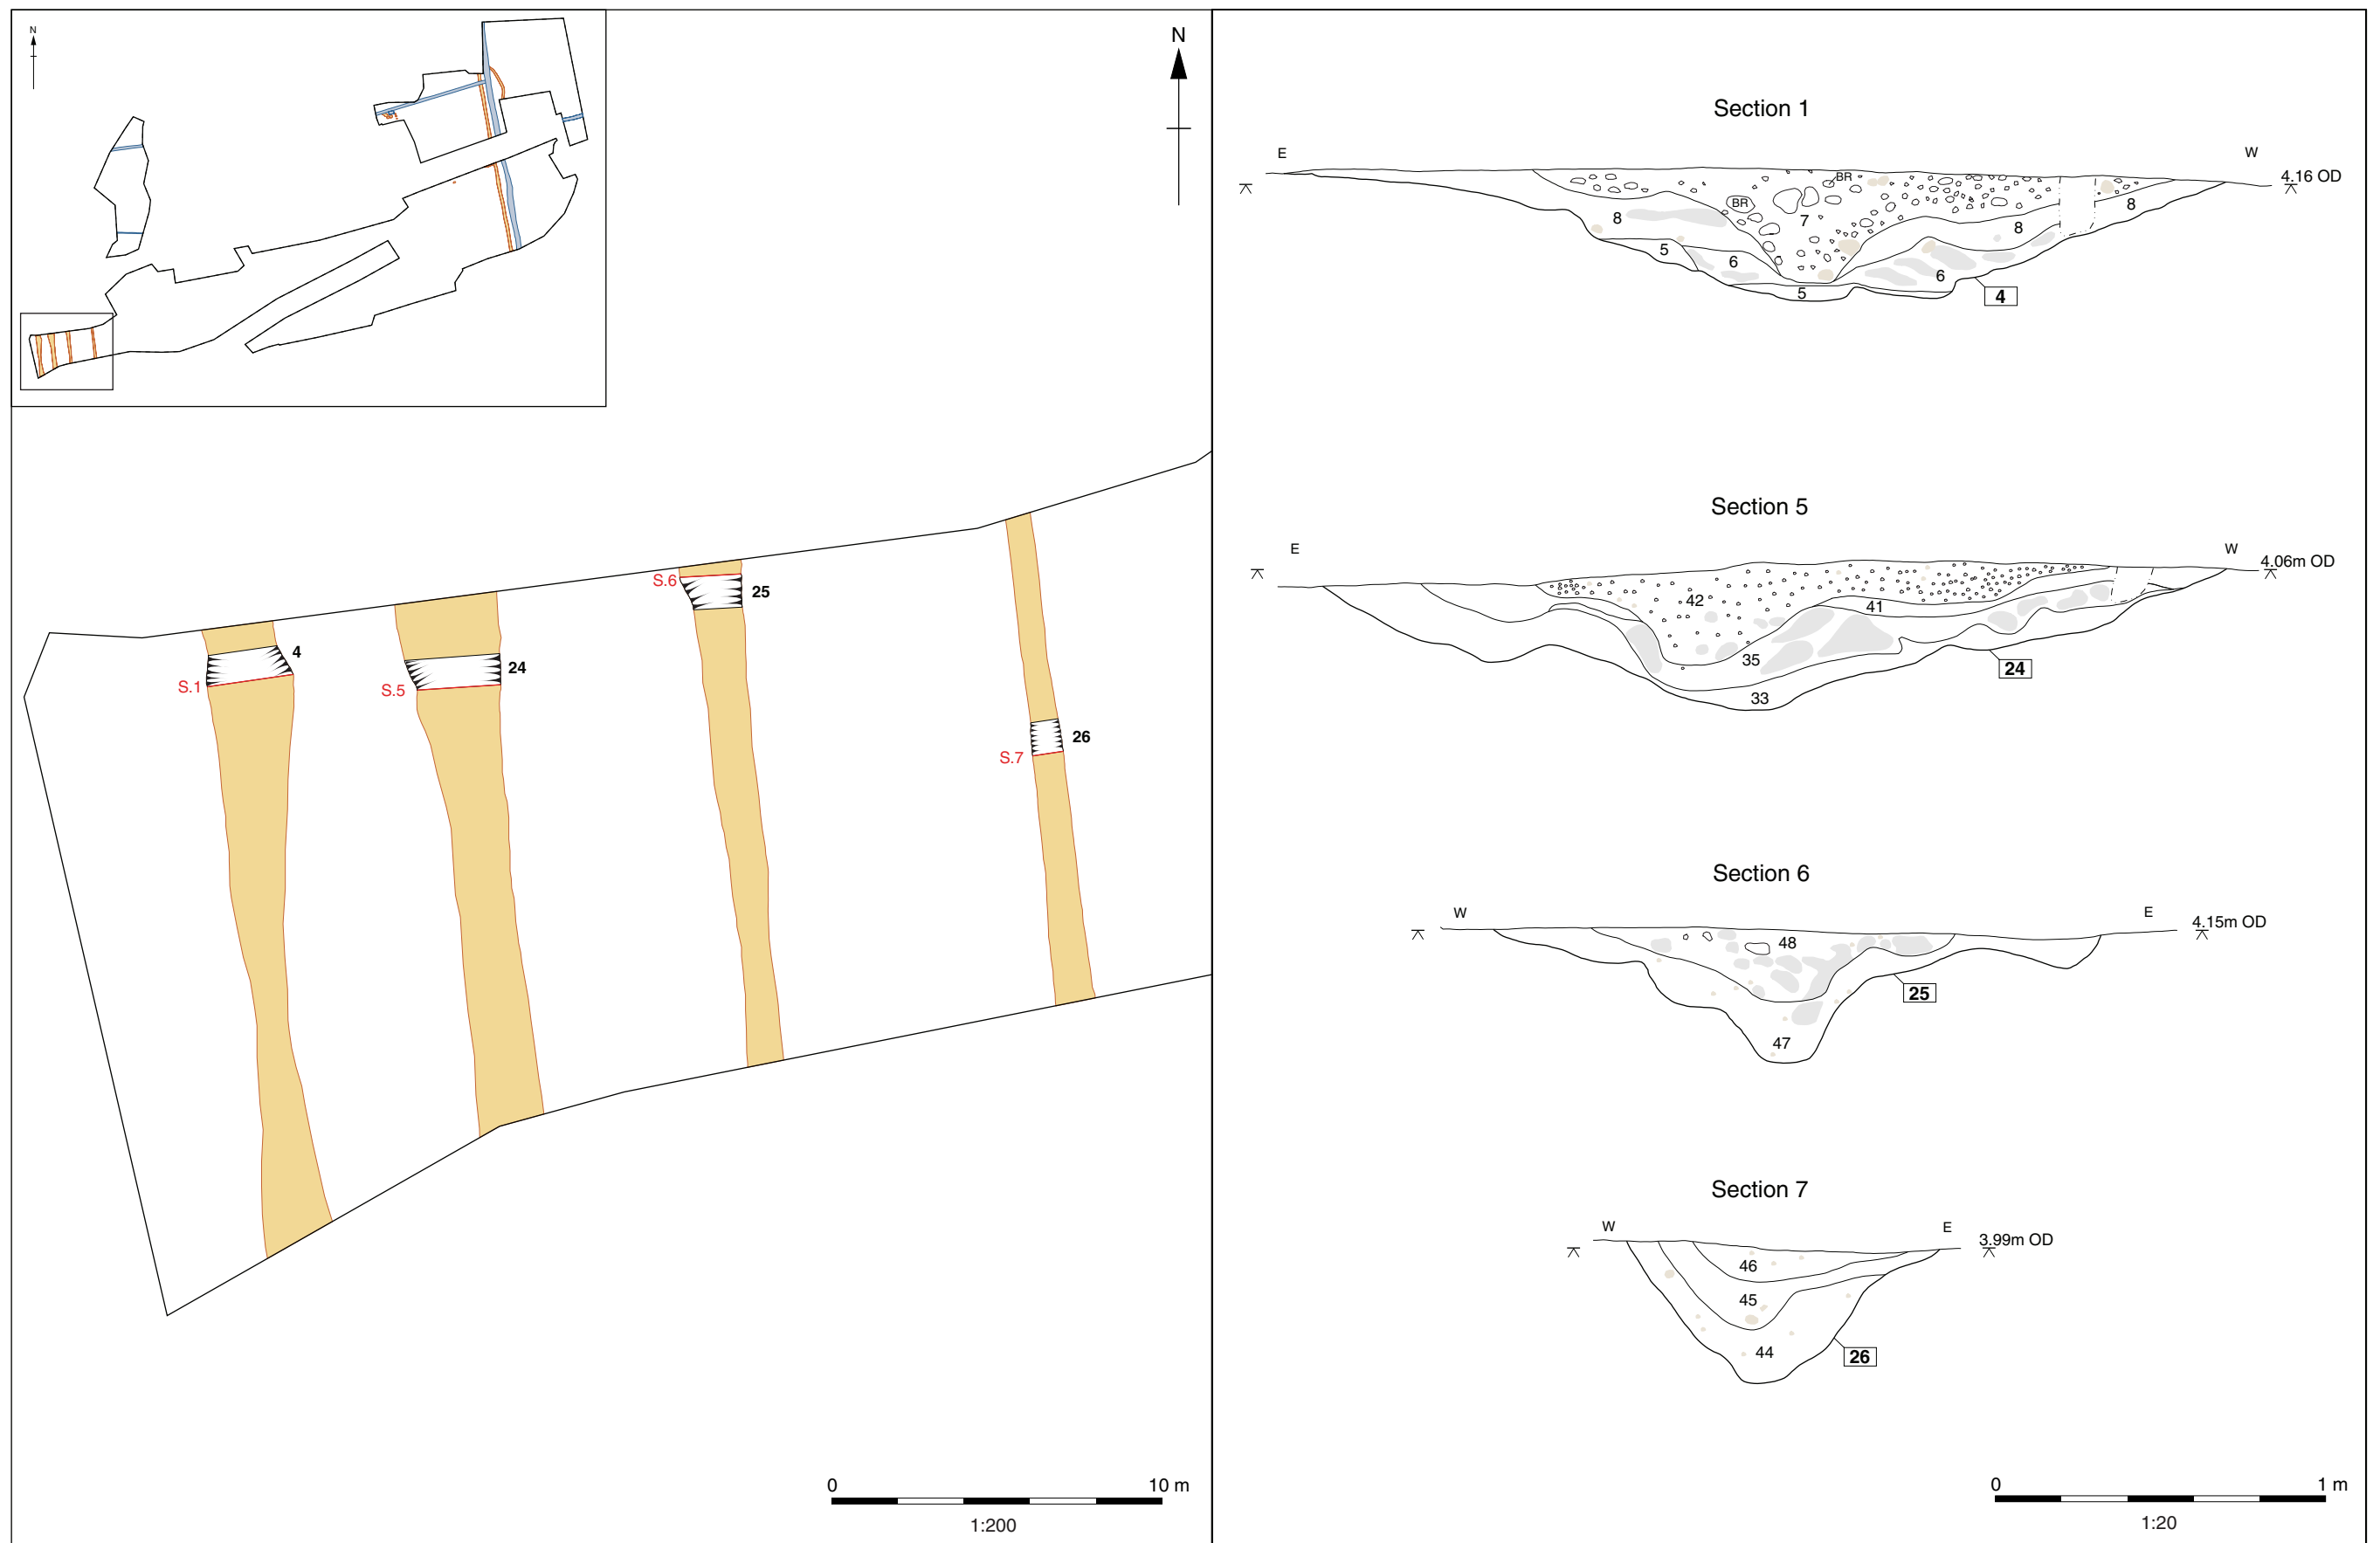 N
N
S.1
4
S.5
24
S.6
25
S.7
26
0
10 m
1:200
Section 1
E
W
4.16 OD
BR
BR
7
8
8
8
5
6
6
5
4
Section 5
E
W
4.06m OD
42
41
35
33
24
Section 6
W
E
4.15m OD
48
25
47
Section 7
W
E
3.99m OD
46
45
44
26
0
1 m
1:20